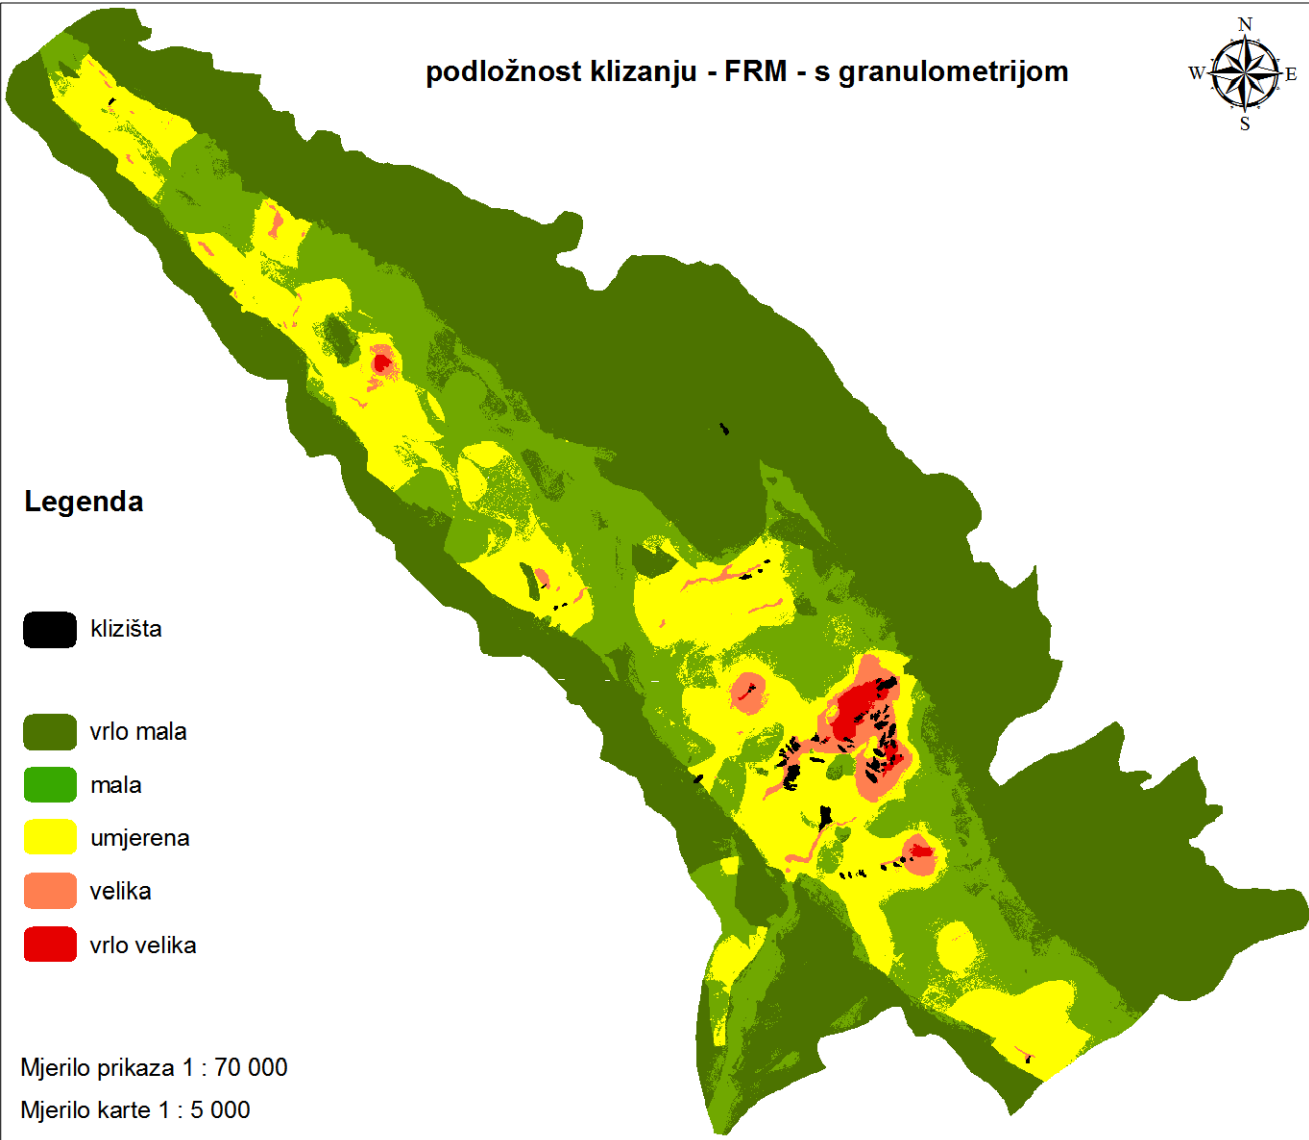 podložnost klizanju - FRM - s granulometrijom
N
W E
S
Legenda
klizišta
vrlo mala
mala
umjerena
velika
vrlo velika
Mjerilo prikaza 1 : 70 000
Mjerilo karte 1 : 5 000